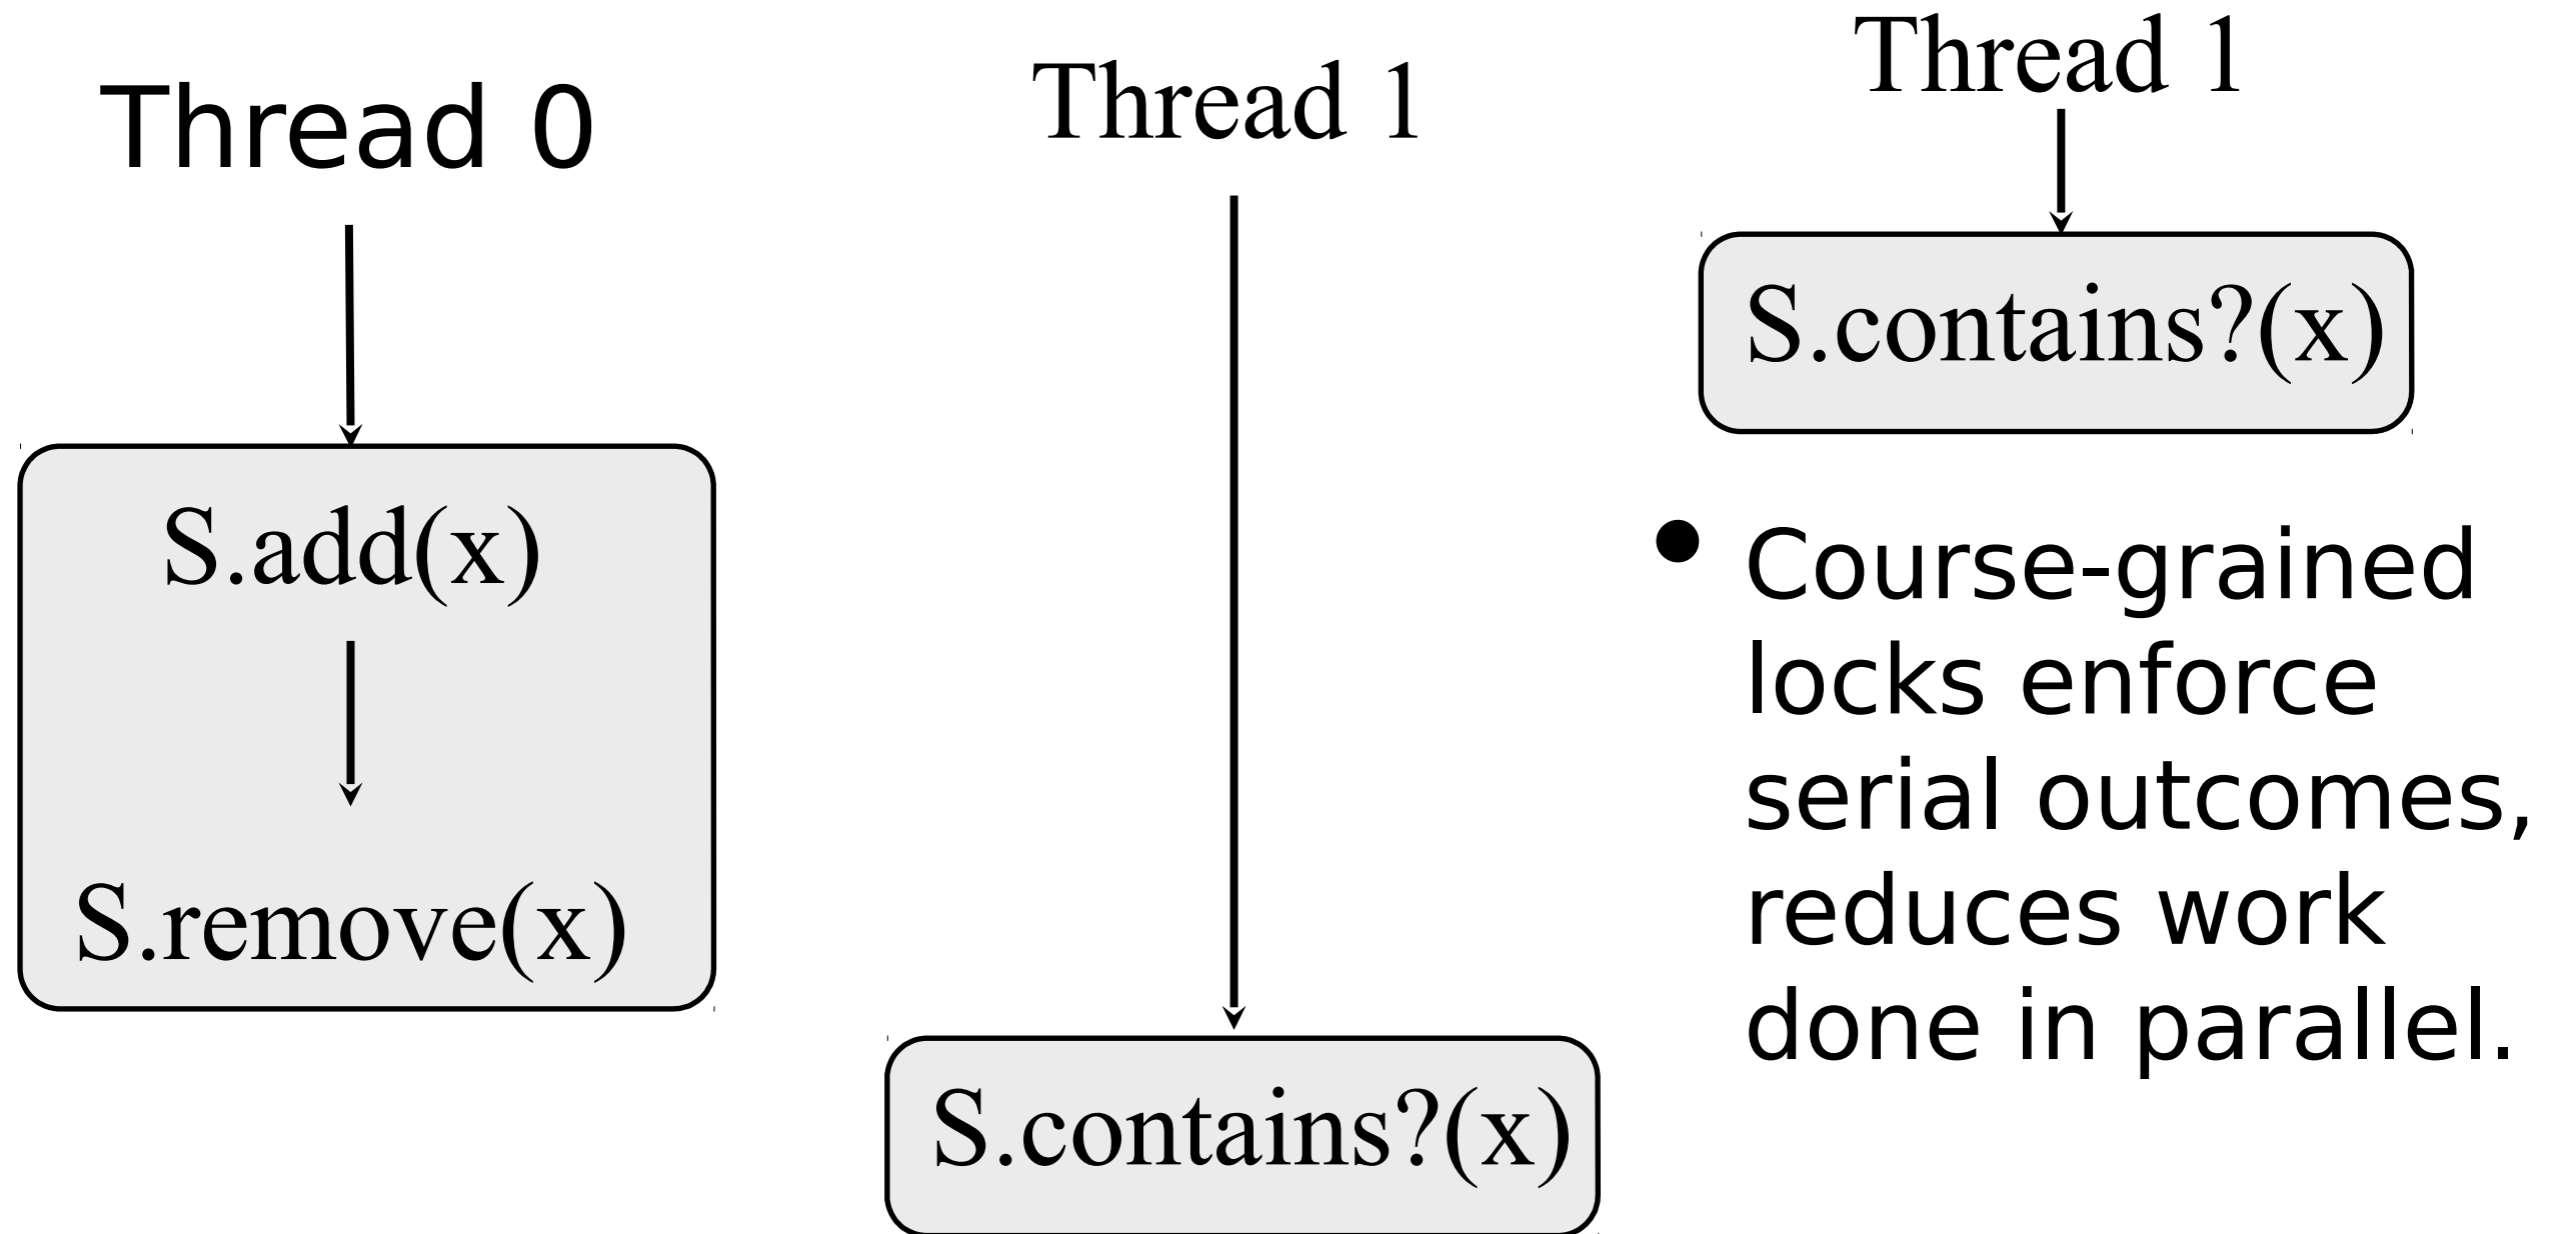 Thread 0
S.add(x)
S.remove(x)
Thread 1
S.contains?(x)
Thread 1
S.contains?(x)
• Course-grained
locks enforce
serial outcomes,
reduces work
done in parallel.